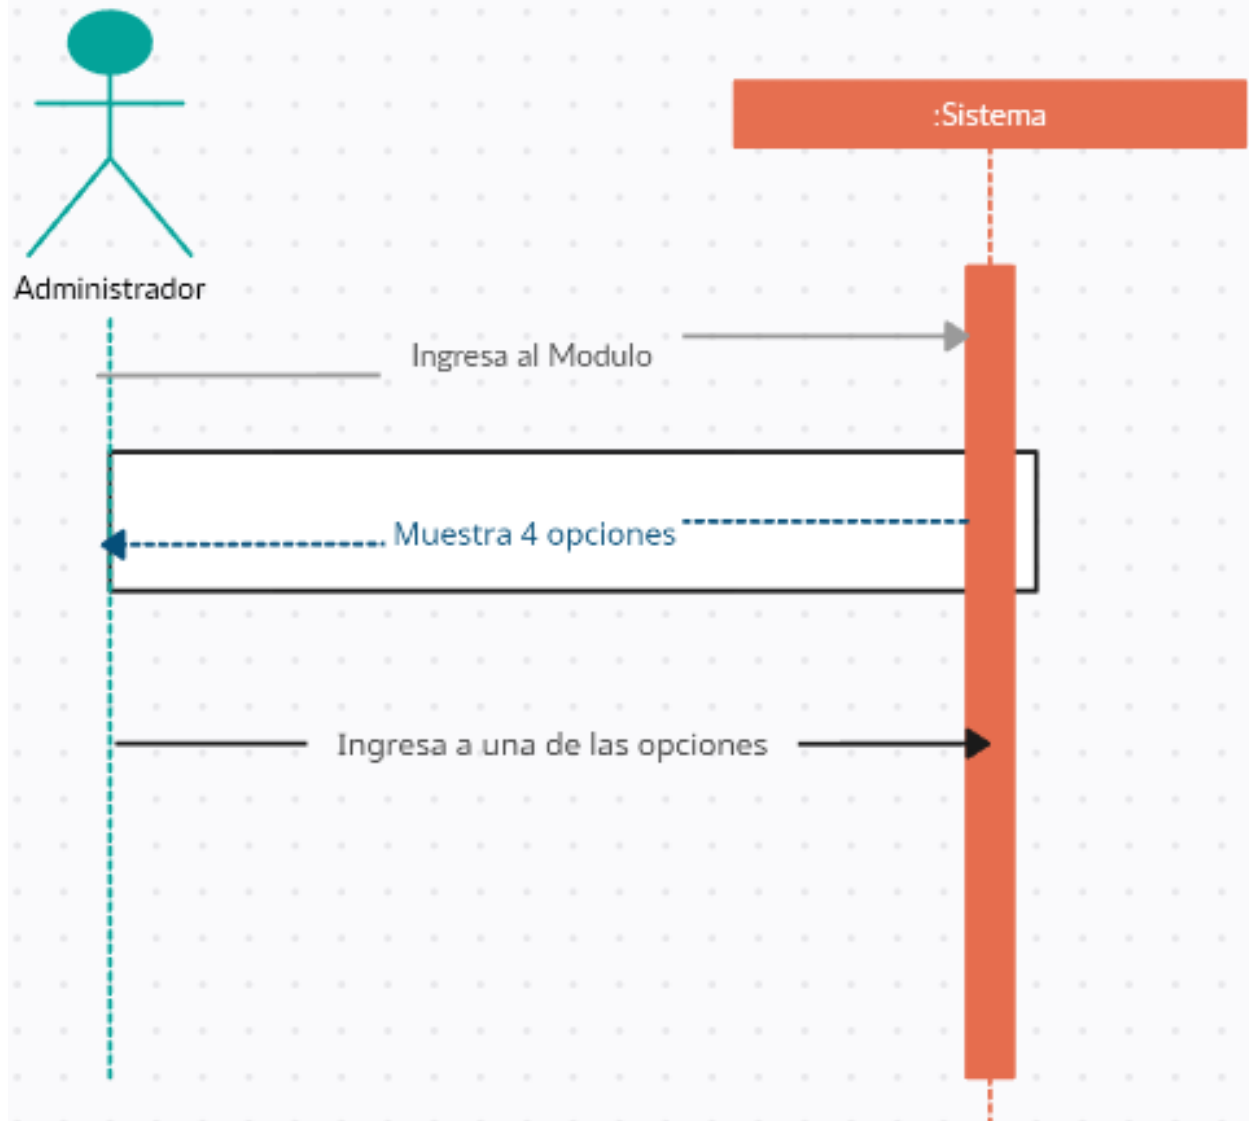 :Sistema
Administrador
Ingresa al Modulo
Muestra 4 opciones
Ingresa a una de las opciones